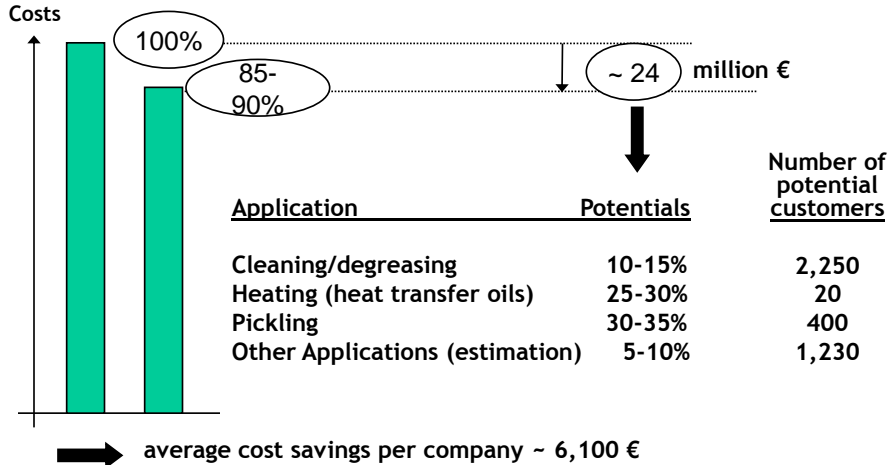 Costs
100%
85-
90%
~ 24 million €
Number of
potential
Application Potentials customers
Cleaning/degreasing 10-15% 2,250
Heating (heat transfer oils) 25-30% 20
Pickling 30-35% 400
Other Applications (estimation) 5-10% 1,230
average cost savings per company ~ 6,100 €